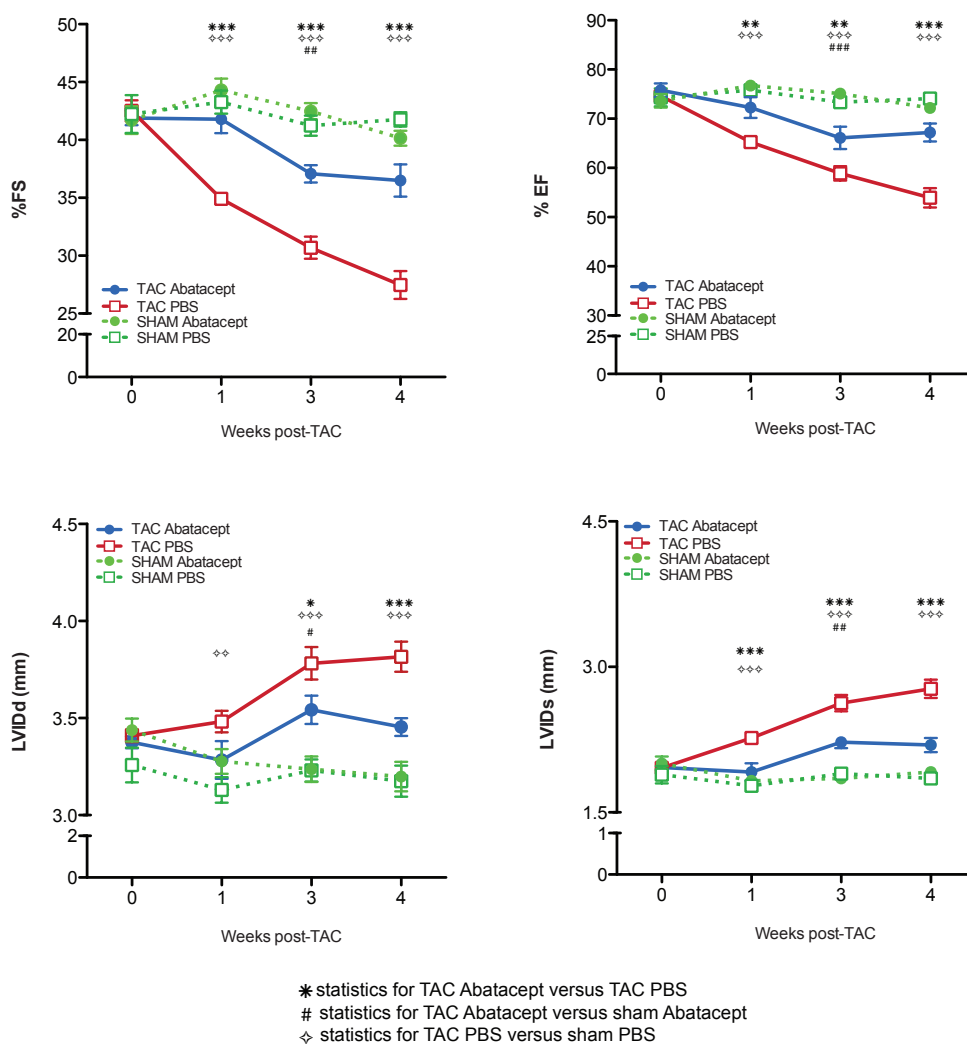 50
45
40
35
30
25
20
0
%FS
***
✧✧✧
***
✧✧✧
##
***
✧✧✧
TAC Abatacept
TAC PBS
SHAM Abatacept
SHAM PBS
0 1 3 4
Weeks post-TAC
90
80
70
60
50
40
30
25
0
% EF
**
✧✧✧
**
✧✧✧
###
***
✧✧✧
TAC Abatacept
TAC PBS
SHAM Abatacept
SHAM PBS
0 1 3 4
Weeks post-TAC
4.5
4.0
3.5
3.0
2
0
LVIDd (mm)
TAC Abatacept
TAC PBS
SHAM Abatacept
SHAM PBS
✧✧
*
✧✧✧
#
***
✧✧✧
0 1 3 4
Weeks post-TAC
4.5
3.0
1.5
1
0
LVIDs (mm)
TAC Abatacept
TAC PBS
SHAM Abatacept
SHAM PBS
***
✧✧✧
***
✧✧✧
##
***
✧✧✧
0 1 3 4
Weeks post-TAC
* statistics for TAC Abatacept versus TAC PBS
# statistics for TAC Abatacept versus sham Abatacept
✧ statistics for TAC PBS versus sham PBS